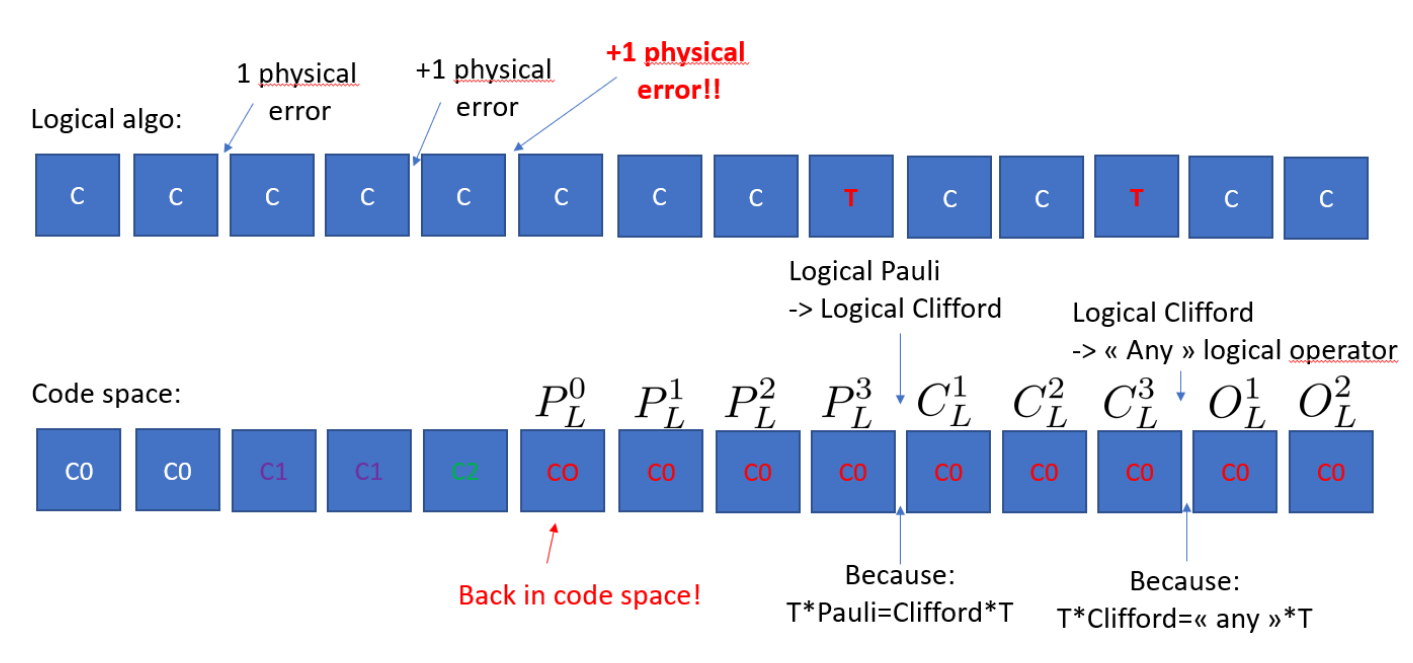 +1 physical
error!!
1 physical
error
+1 physical
error
Logical algo:
C C C C C C C C T C C T C C
Logical Pauli
-> Logical Clifford
Logical Clifford
-> « Any » logical operator
Code space:
P_L^0 P_L^1 P_L^2 P_L^3 C_L^1 C_L^2 C_L^3 O_L^1 O_L^2
C0 C0 C1 C1 C2 CO C0 C0 C0 C0 C0 C0 C0 C0
Back in code space!
Because:
T*Pauli=Clifford*T
Because:
T*Clifford=« any »*T